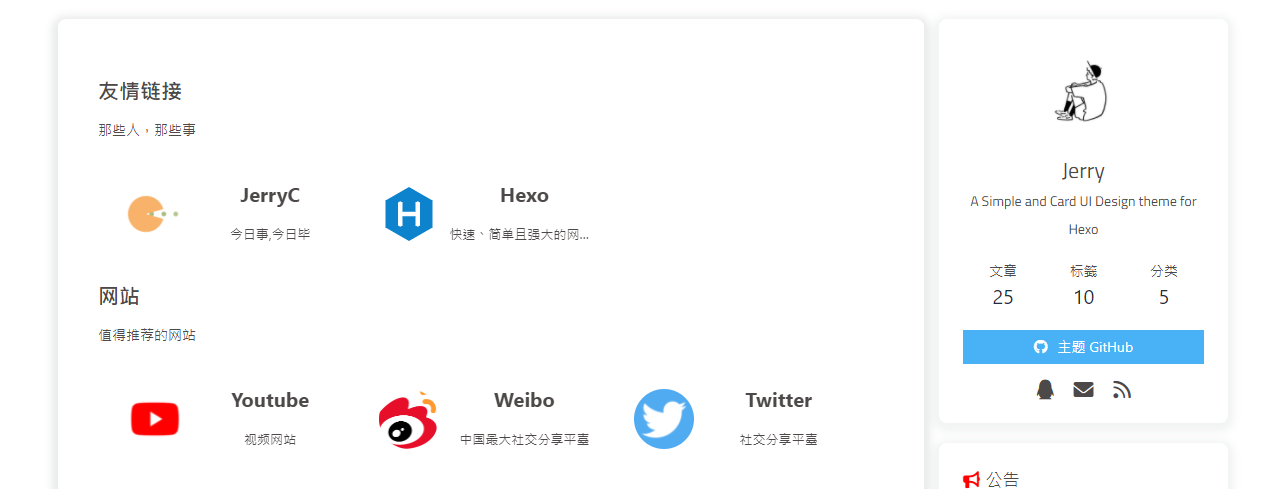 友情链接
那些人，那些事
JerryC
今日事,今日毕
Hexo
快速、简单且强大的网...
网站
值得推荐的网站
Youtube
视频网站
Weibo
中国最大社交分享平臺
Twitter
社交分享平臺
Jerry
A Simple and Card UI Design theme for
Hexo
文章 标籤 分类
25 10 5
主题 GitHub
公告